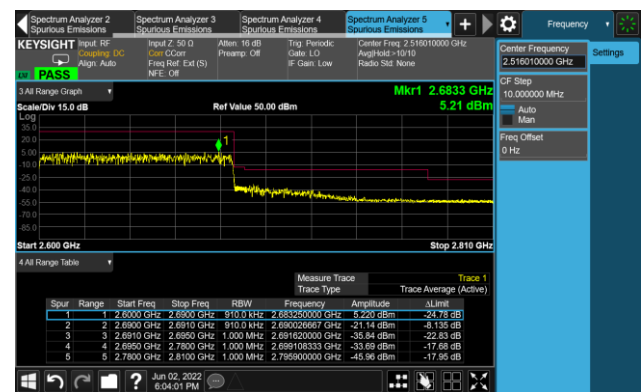 Spectrum Analyzer 2
Spurious Emissions
Spectrum Analyzer 3
Spurious Emissions
Spectrum Analyzer 4
Spurious Emissions
Spectrum Analyzer 5
Spurious Emissions
Frequency
KEYSIGHT
Input: RF
Coupling: DC
Align: Auto
Input Z: 50 Ω
Corr CCorr
Freq Ref: Ext (S)
NFE: Off
Atten: 16 dB
Preamp: Off
Trig: Periodic
Gate: LO
IF Gain: Low
Center Freq: 2.516010000 GHz
Avg|Hold:>10/10
Radio Std: None
PASS
Center Frequency
2.516010000 GHz
Settings
CF Step
10.000000 MHz
Auto
Man
Freq Offset
0 Hz
3 All Range Graph
Mkr1 2.6833 GHz
Scale/Div 15.0 dB
Ref Value 50.00 dBm
5.21 dBm
Log
35.0
20.0
5.00
-10.0
-25.0
-40.0
-55.0
-70.0
-85.0
1
Start 2.600 GHz
Stop 2.810 GHz
4 All Range Table
Measure Trace Trace 1
Trace Type Trace Average (Active)
Spur Range Start Freq Stop Freq RBW Frequency Amplitude ΔLimit
1 1 2.6000 GHz 2.6900 GHz 910.0 kHz 2.683250000 GHz 5.220 dBm -24.78 dB
2 2 2.6900 GHz 2.6910 GHz 910.0 kHz 2.690026667 GHz -21.14 dBm -8.135 dB
3 3 2.6910 GHz 2.6950 GHz 1.000 MHz 2.691620000 GHz -35.84 dBm -22.83 dB
4 4 2.6950 GHz 2.7800 GHz 1.000 MHz 2.699108333 GHz -33.69 dBm -17.68 dB
5 5 2.7800 GHz 2.8100 GHz 1.000 MHz 2.795900000 GHz -45.96 dBm -17.95 dB
Jun 02, 2022
6:04:01 PM